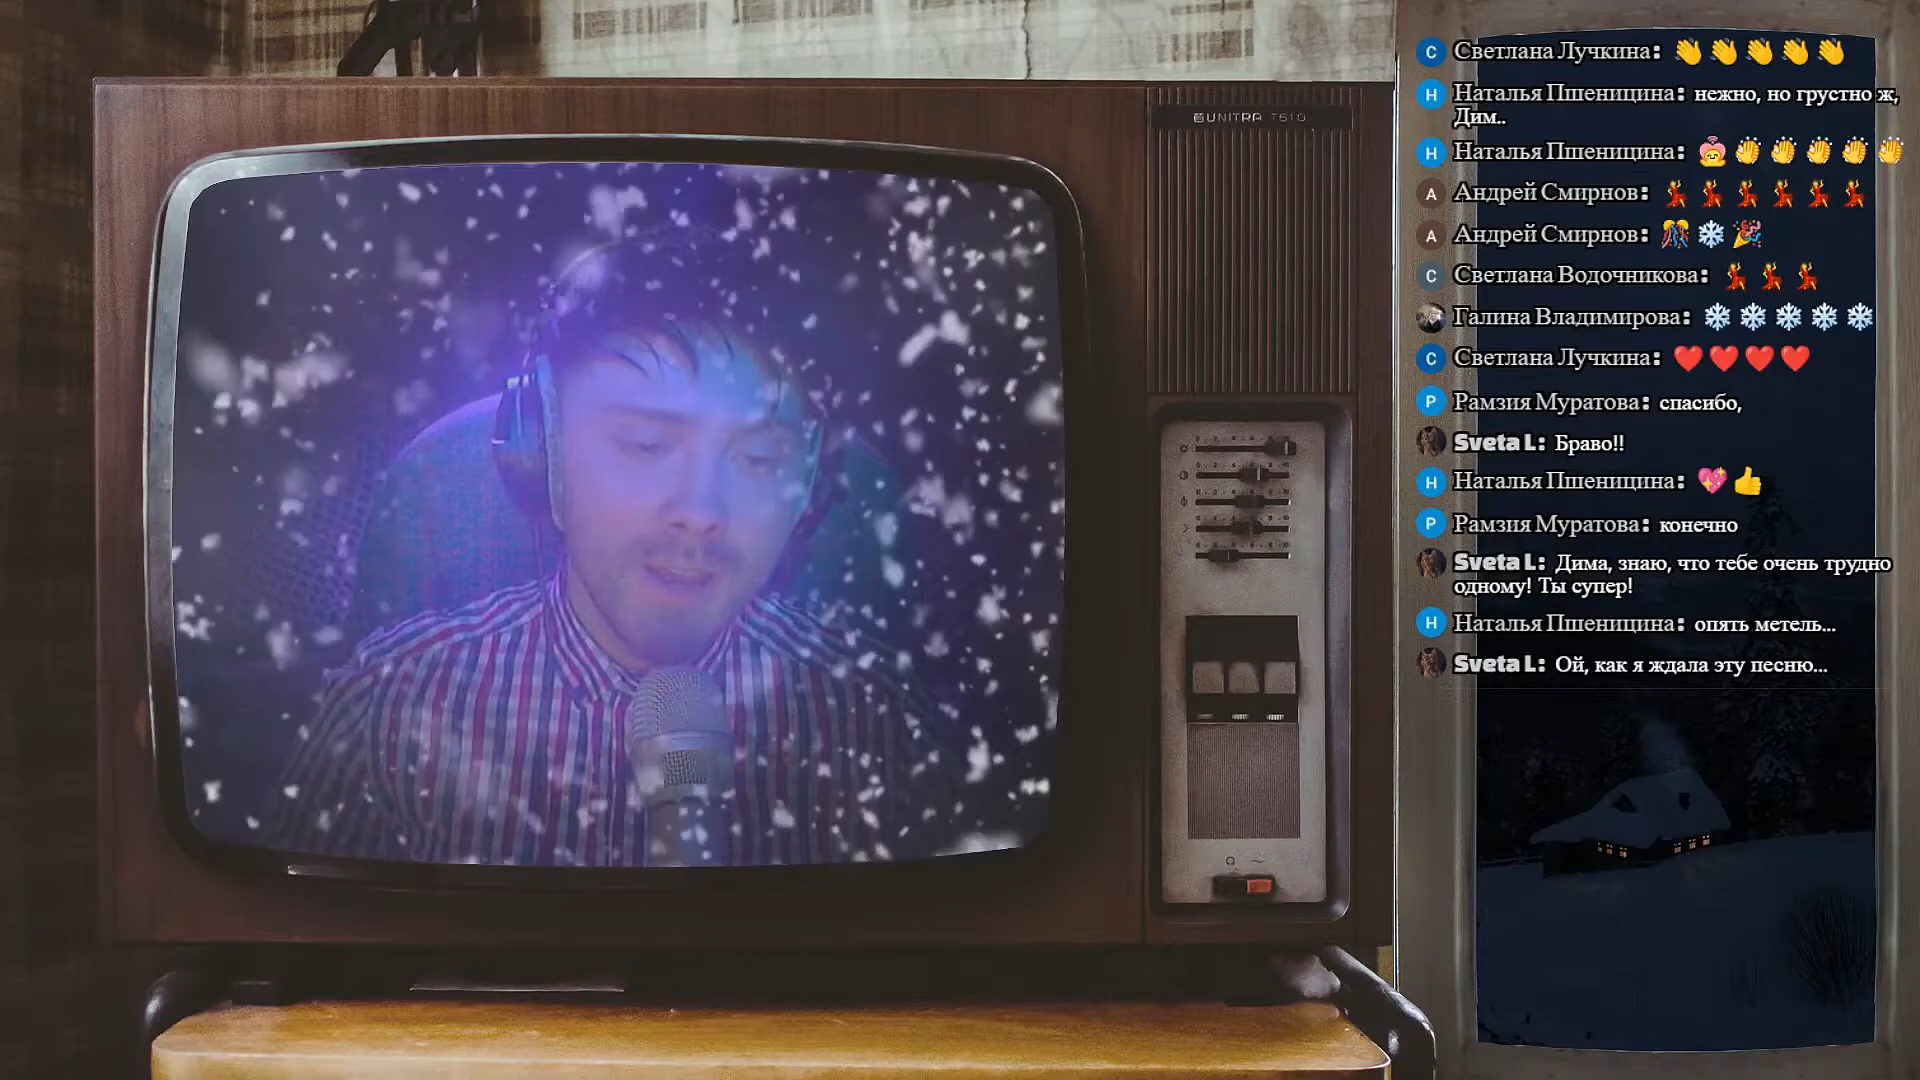 UNITRA T610
С Светлана Лучкина: 👏 👏 👏 👏 👏
Н Наталья Пшеницина: нежно, но грустно ж,
Дим..
Н Наталья Пшеницина:
А Андрей Смирнов: 💃 💃 💃 💃 💃 💃
А Андрей Смирнов: 🎊 ❄ 🎉
С Светлана Водочникова: 💃 💃 💃
Галина Владимирова: ❄ ❄ ❄ ❄ ❄
С Светлана Лучкина: ❤ ❤ ❤ ❤
Р Рамзия Муратова: спасибо,
Sveta L: Браво!!
Н Наталья Пшеницина: 💖 👍
Р Рамзия Муратова: конечно
Sveta L: Дима, знаю, что тебе очень трудно
одному! Ты супер!
Н Наталья Пшеницина: опять метель...
Sveta L: Ой, как я ждала эту песню...